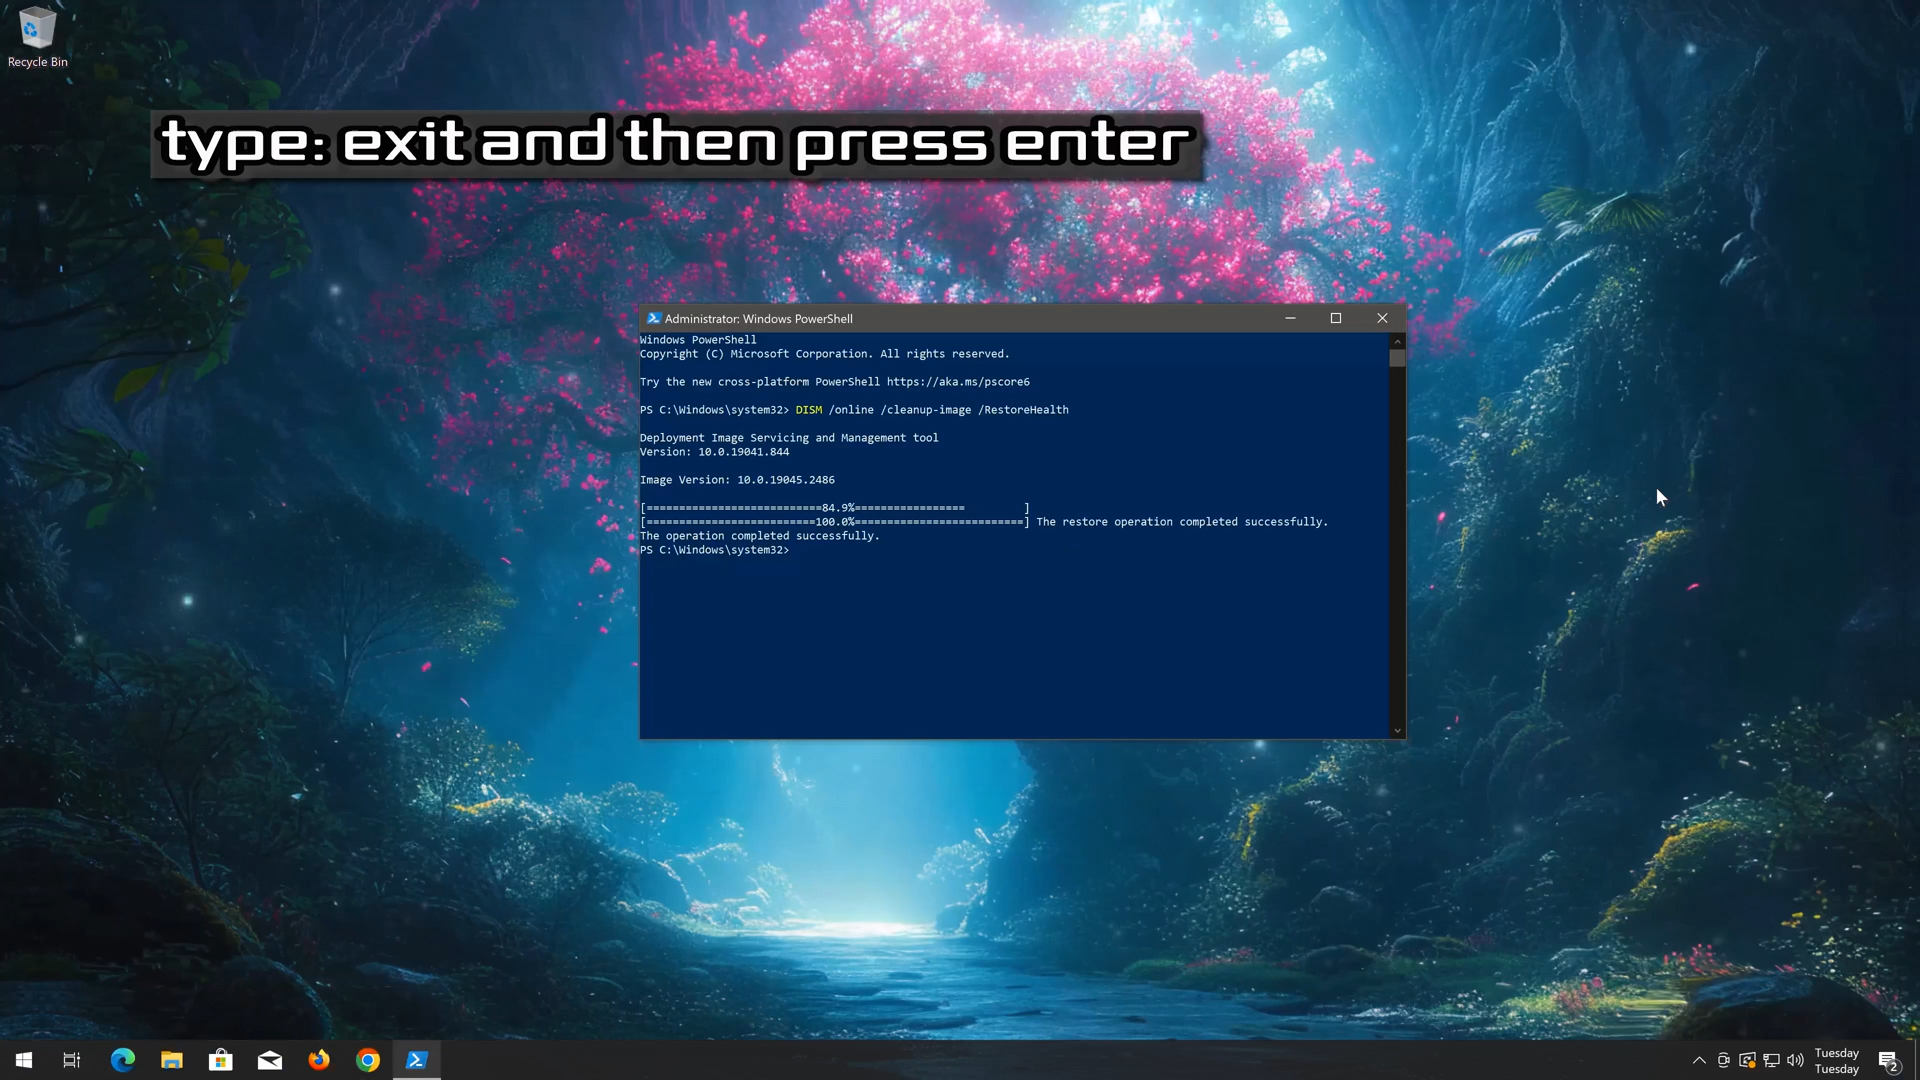 Recycle Bin
type: exit and then press enter
Administrator: Windows PowerShell
Windows PowerShell
Copyright (C) Microsoft Corporation. All rights reserved.
Try the new cross-platform PowerShell https://aka.ms/pscore6
PS C:\Windows\system32> DISM /online /cleanup-image /RestoreHealth
Deployment Image Servicing and Management tool
Version: 10.0.19041.844
Image Version: 10.0.19045.2486
[===========================84.9%=================         ]
[==========================100.0%==========================] The restore operation completed successfully.
The operation completed successfully.
PS C:\Windows\system32>
Tuesday
Tuesday
2